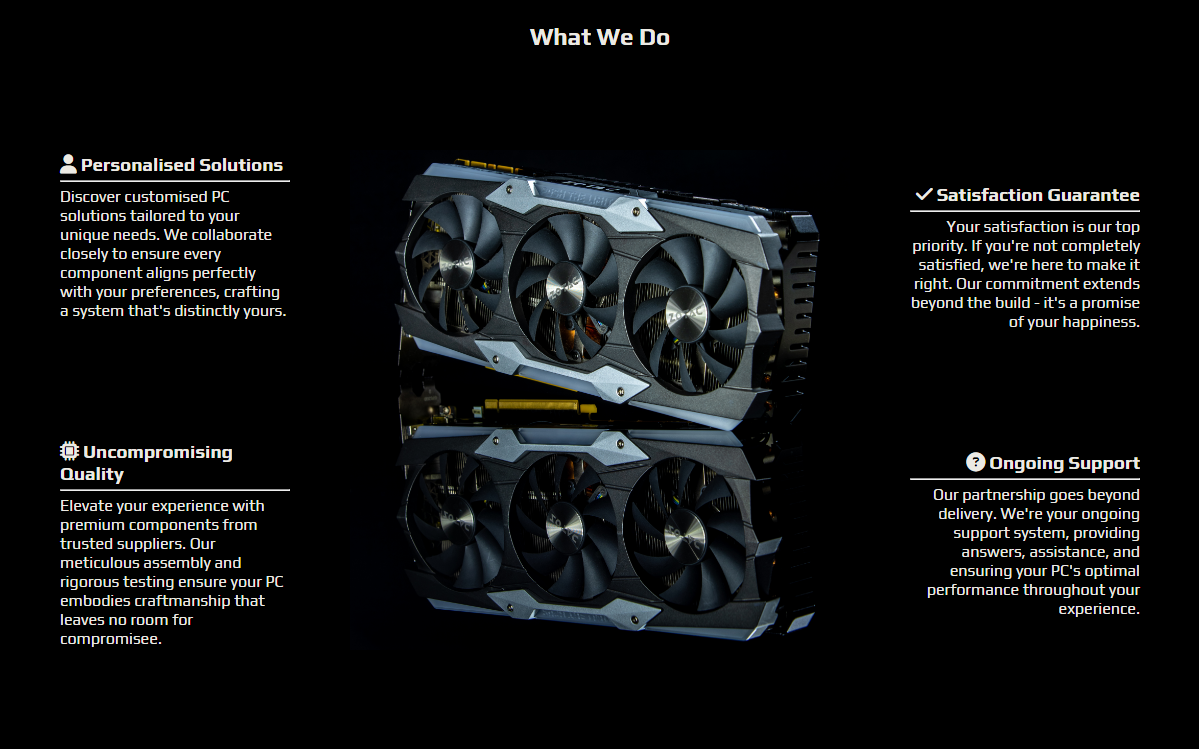 What We Do
Personalised Solutions
Discover customised PC
solutions tailored to your
unique needs. We collaborate
closely to ensure every
component aligns perfectly
with your preferences, crafting
a system that's distinctly yours.
Uncompromising
Quality
Elevate your experience with
premium components from
trusted suppliers. Our
meticulous assembly and
rigorous testing ensure your PC
embodies craftmanship that
leaves no room for
compromisee.
ZOTAC
ZOTAC
ZOTAC
Satisfaction Guarantee
Your satisfaction is our top
priority. If you're not completely
satisfied, we're here to make it
right. Our commitment extends
beyond the build - it's a promise
of your happiness.
Ongoing Support
Our partnership goes beyond
delivery. We're your ongoing
support system, providing
answers, assistance, and
ensuring your PC's optimal
performance throughout your
experience.